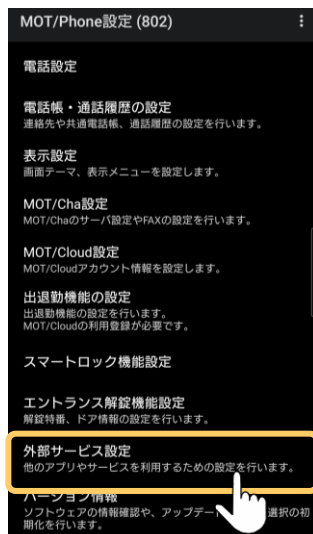 MOT/Phone設定 (802)
電話設定
電話帳・通話履歴の設定
連絡先や共通電話帳、通話履歴の設定を行います。
表示設定
画面テーマ、表示メニューを設定します。
MOT/Cha設定
MOT/Chaのサーバ設定やFAXの設定を行います。
MOT/Cloud設定
MOT/Cloudアカウント情報を設定します。
出退勤機能の設定
出退勤機能の設定を行います。
MOT/Cloudの利用登録が必要です。
スマートロック機能設定
エントランス解錠機能設定
解錠特番、ドア情報の設定を行います。
外部サービス設定
他のアプリやサービスを利用するための設定を行います。
バージョン情報
ソフトウェアの情報確認や、アップデー 選択の初
期化を行います。